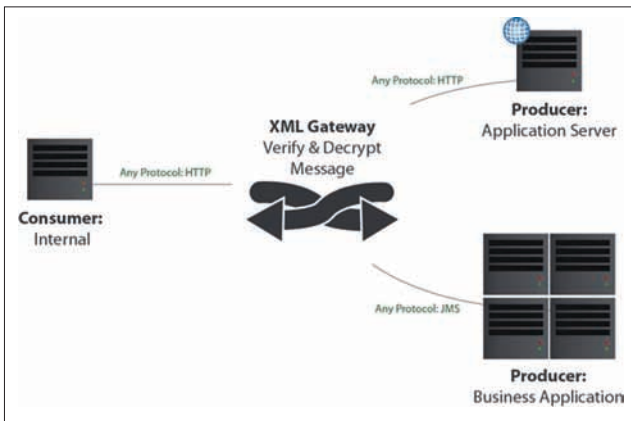 Any Protocol: HTTP
Producer:
Application Server
XML Gateway
Verify & Decrypt
Message
Any Protocol: HTTP
Consumer:
Internal
Any Protocol: JMS
Producer:
Business Application